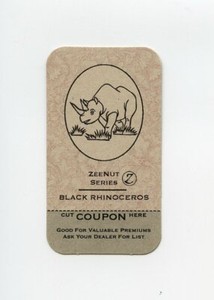 ZEENUT
SERIES Z
BLACK RHINOCEROS
CUT COUPON HERE
GOOD FOR VALUABLE PREMIUMS
ASK YOUR DEALER FOR LIST